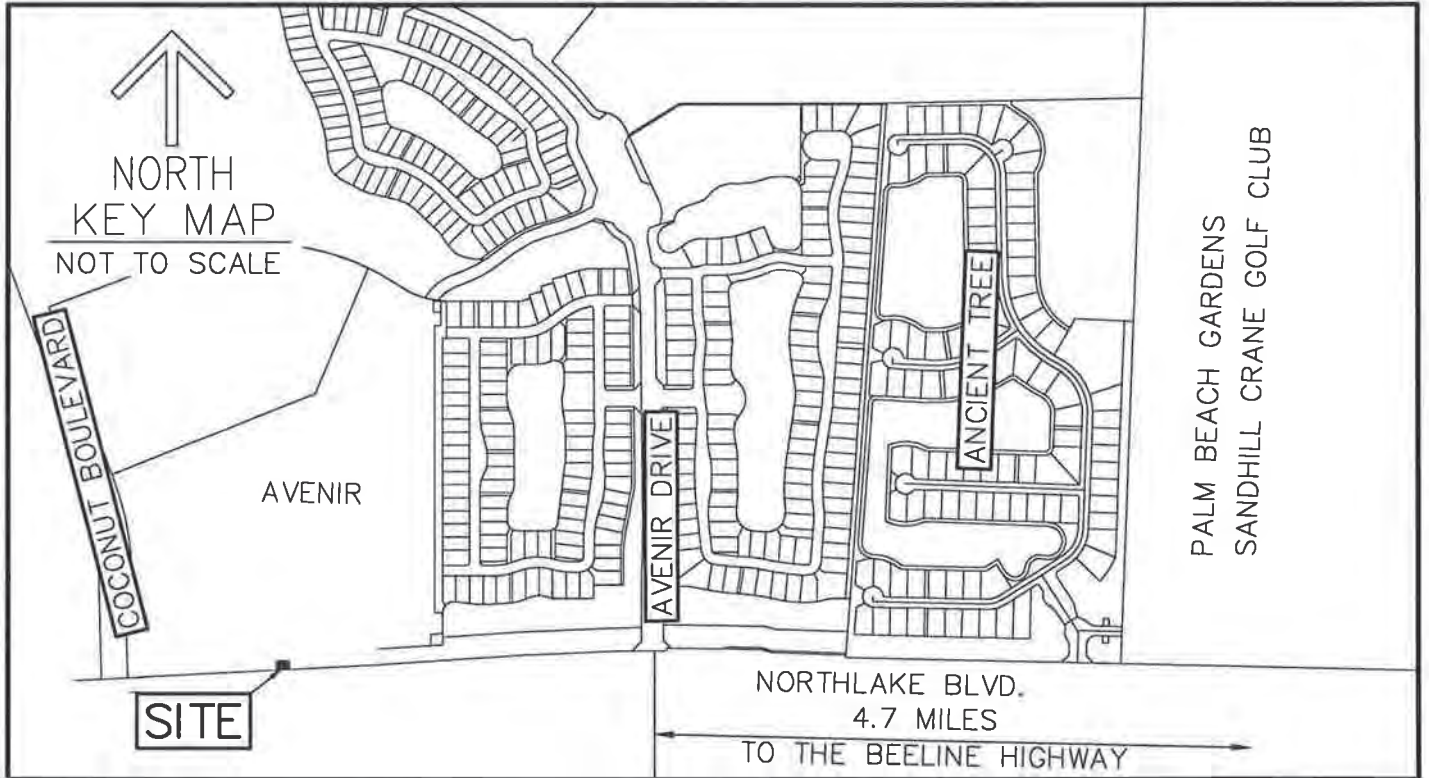 NORTH
KEY MAP
NOT TO SCALE
COCONUT BOULEVARD
AVENIR
AVENIR DRIVE
ANCIENT TREE
PALM BEACH GARDENS
SANDHILL CRANE GOLF CLUB
SITE
NORTHLAKE BLVD.
4.7 MILES
TO THE BEELINE HIGHWAY